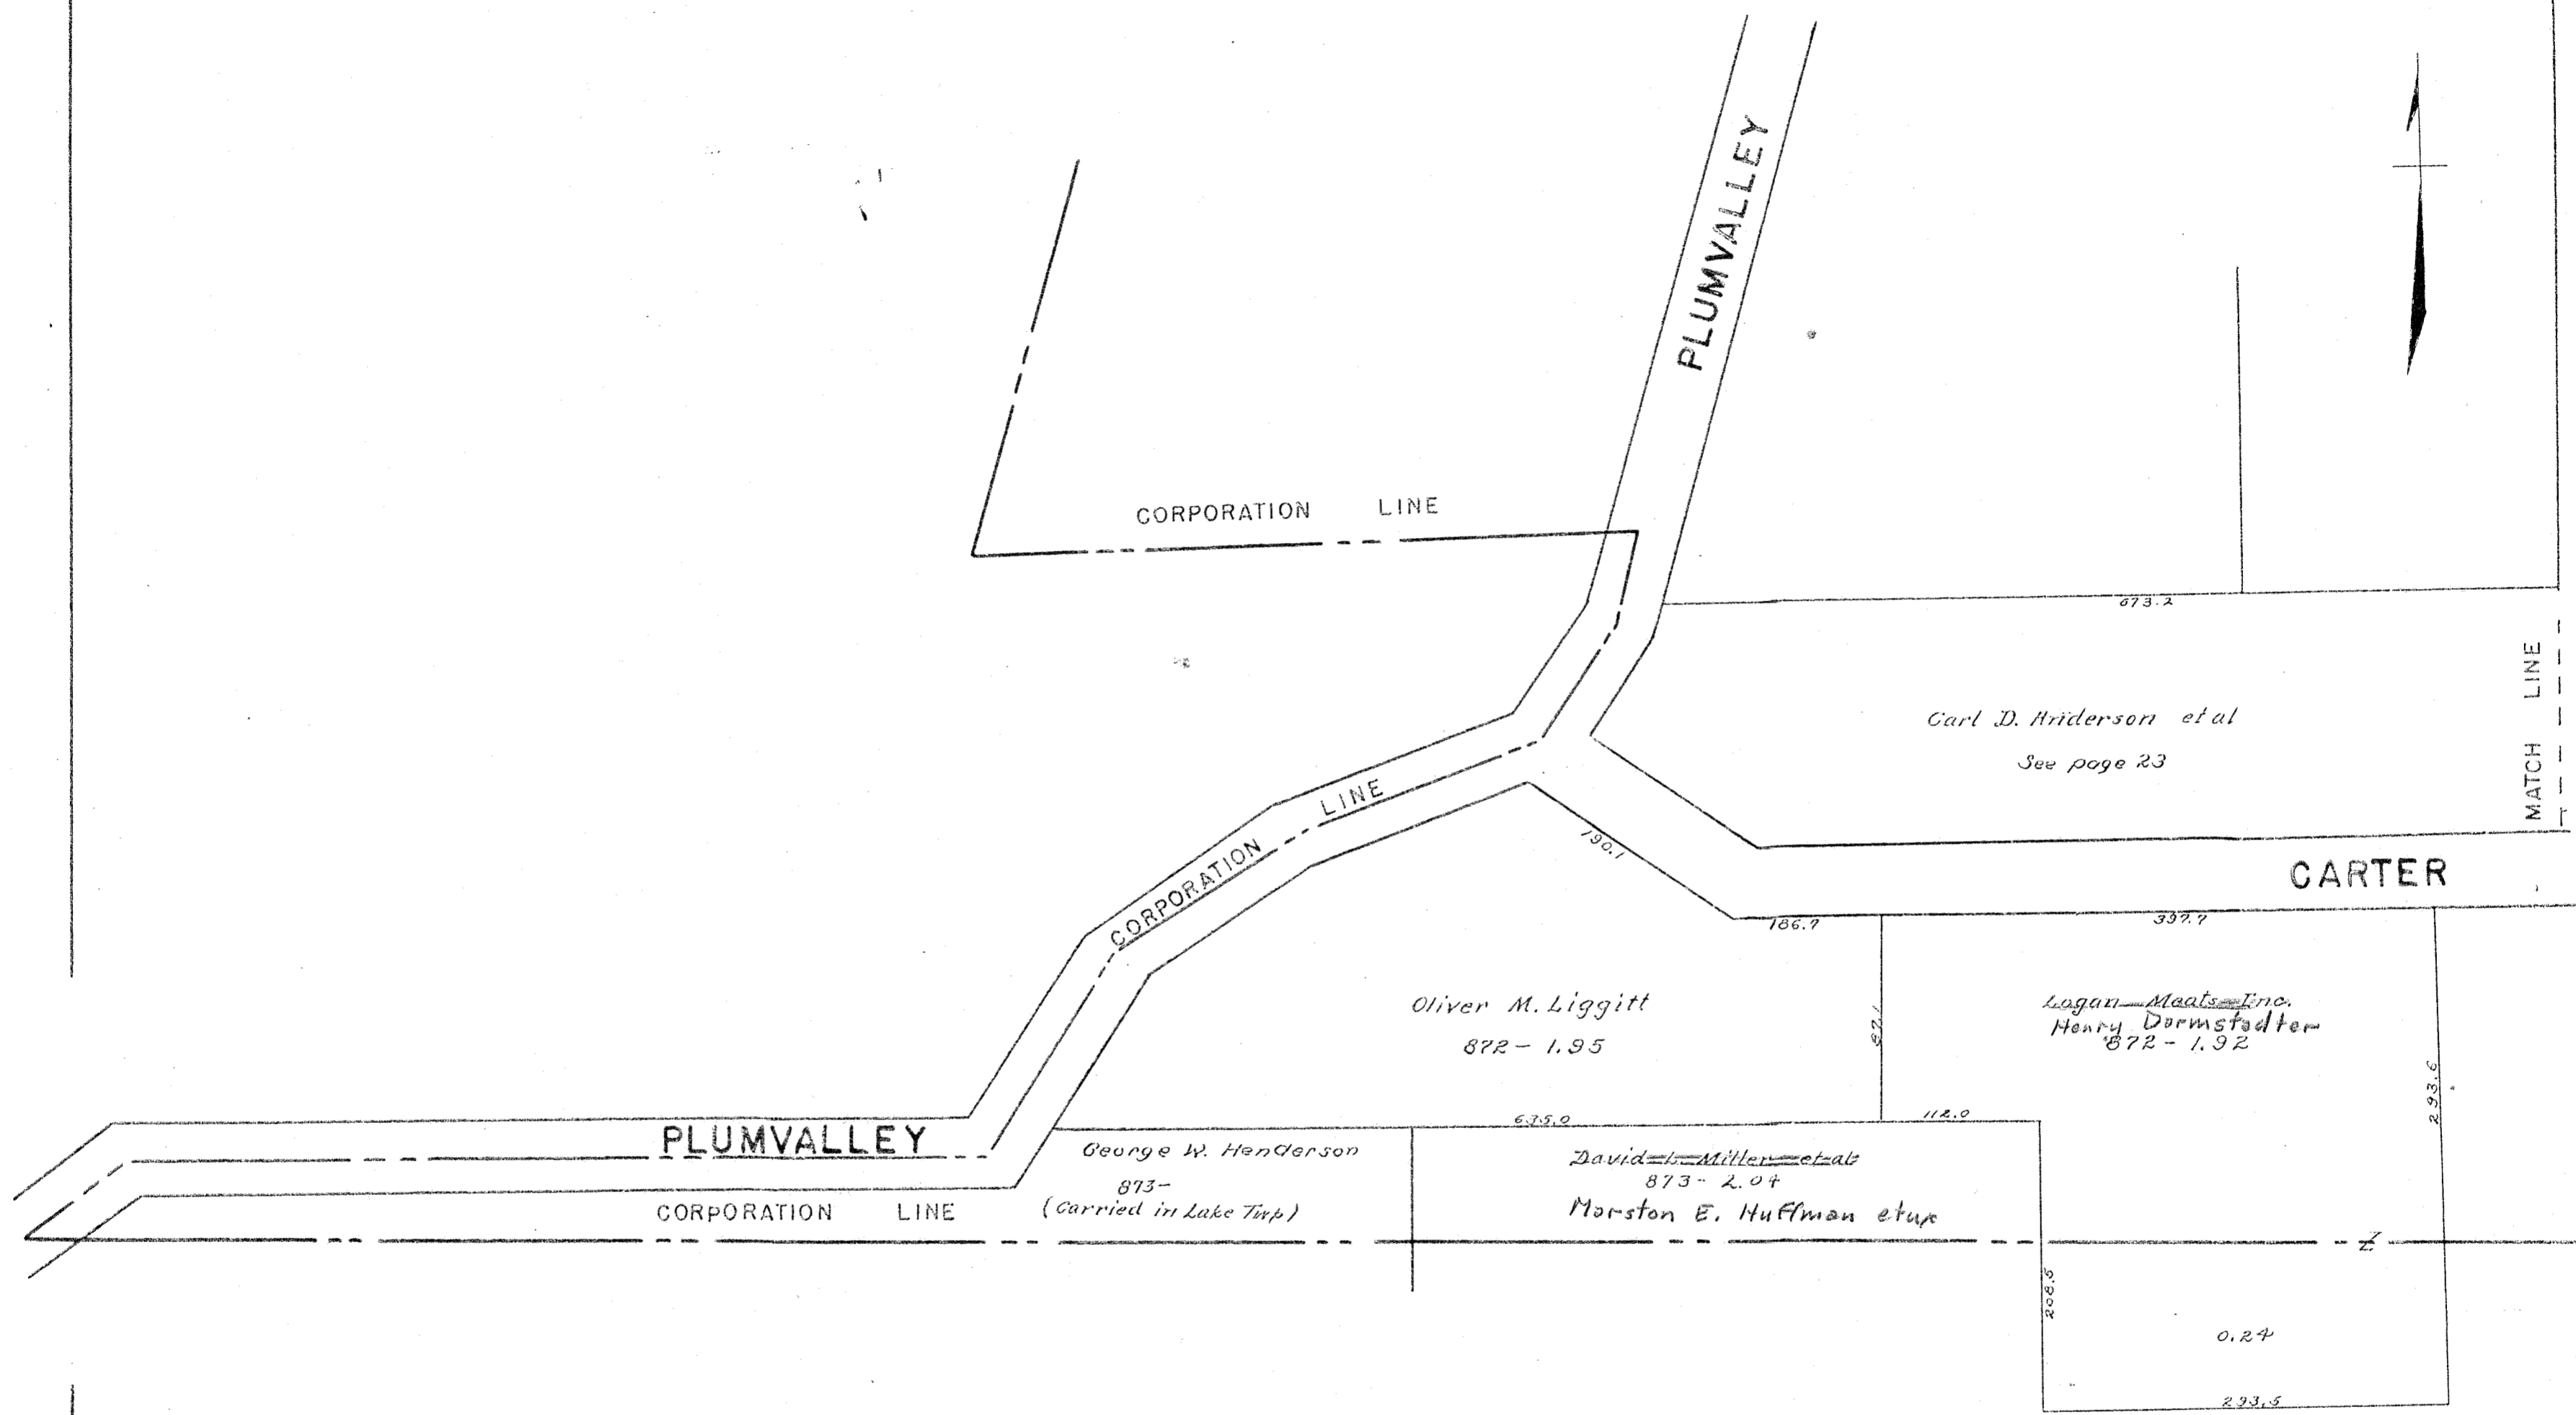 PLUMVALLEY
CORPORATION LINE
673.2
MATCH LINE
Carl D. Anderson et al
See page 23
CORPORATION LINE
190.1
CARTER
186.7
397.7
Oliver M. Liggitt
872 - 1.95
Logan Meats Inc.
Henry Dormstadter
872 - 1.92
293.6
635.0
112.0
PLUMVALLEY
George W. Henderson
873-
(Carried in Lake Twp)
David L. Miller et al
873 - 2.04
Marston E. Huffman etux
CORPORATION LINE
Z
208.5
0.24
293.5